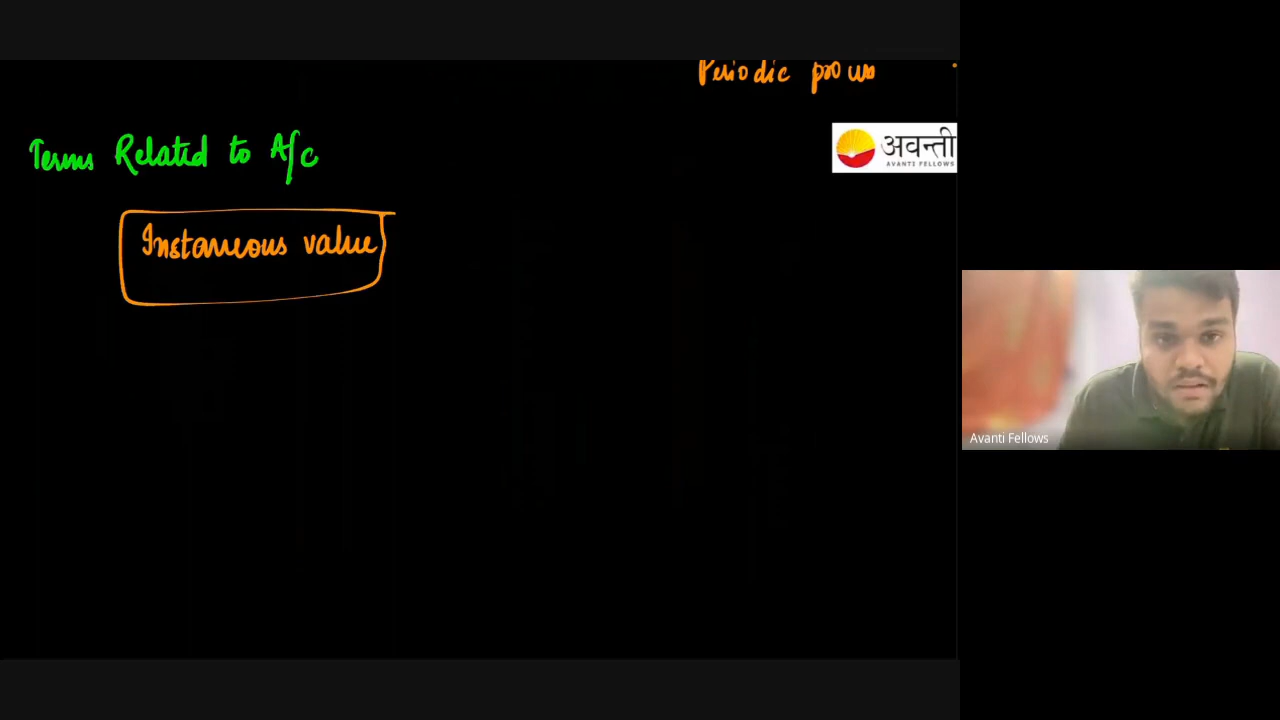 Periodic
Terms Related to A/c
अवन्ती
AVANTI FELLOWS
Instaneous value
Avanti Fellows